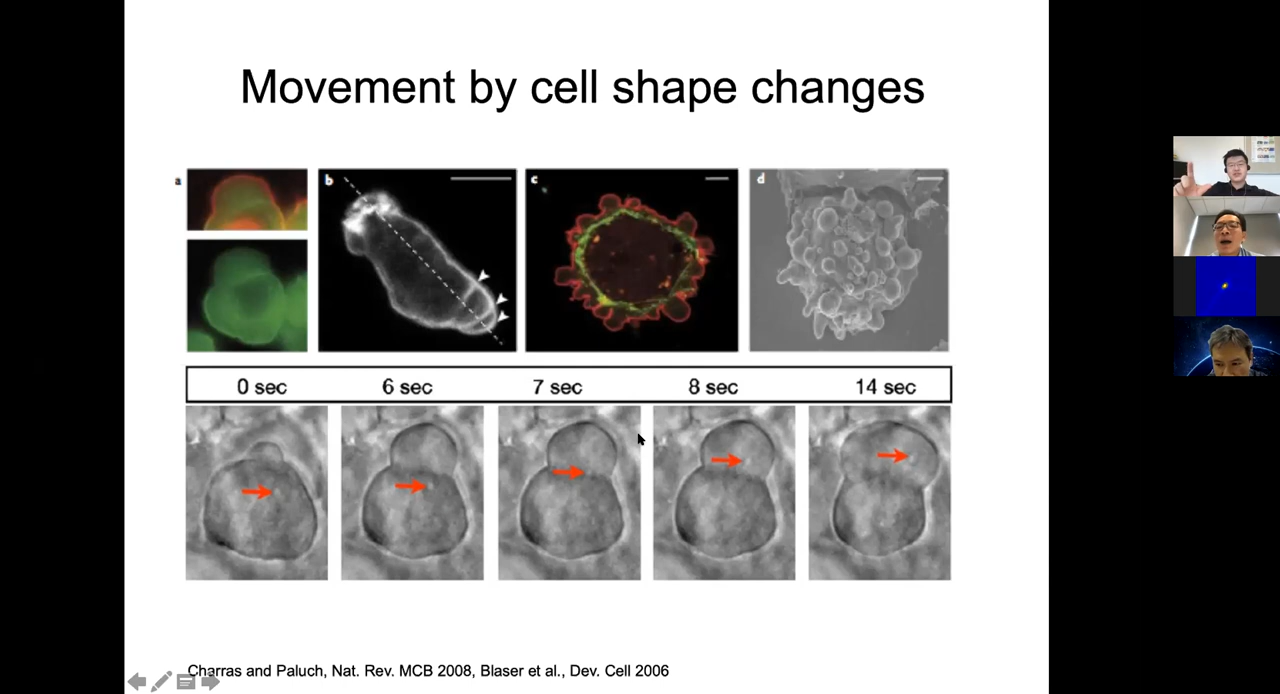 Movement by cell shape changes
a b c d
0 sec 6 sec 7 sec 8 sec 14 sec
Charras and Paluch, Nat. Rev. MCB 2008, Blaser et al., Dev. Cell 2006